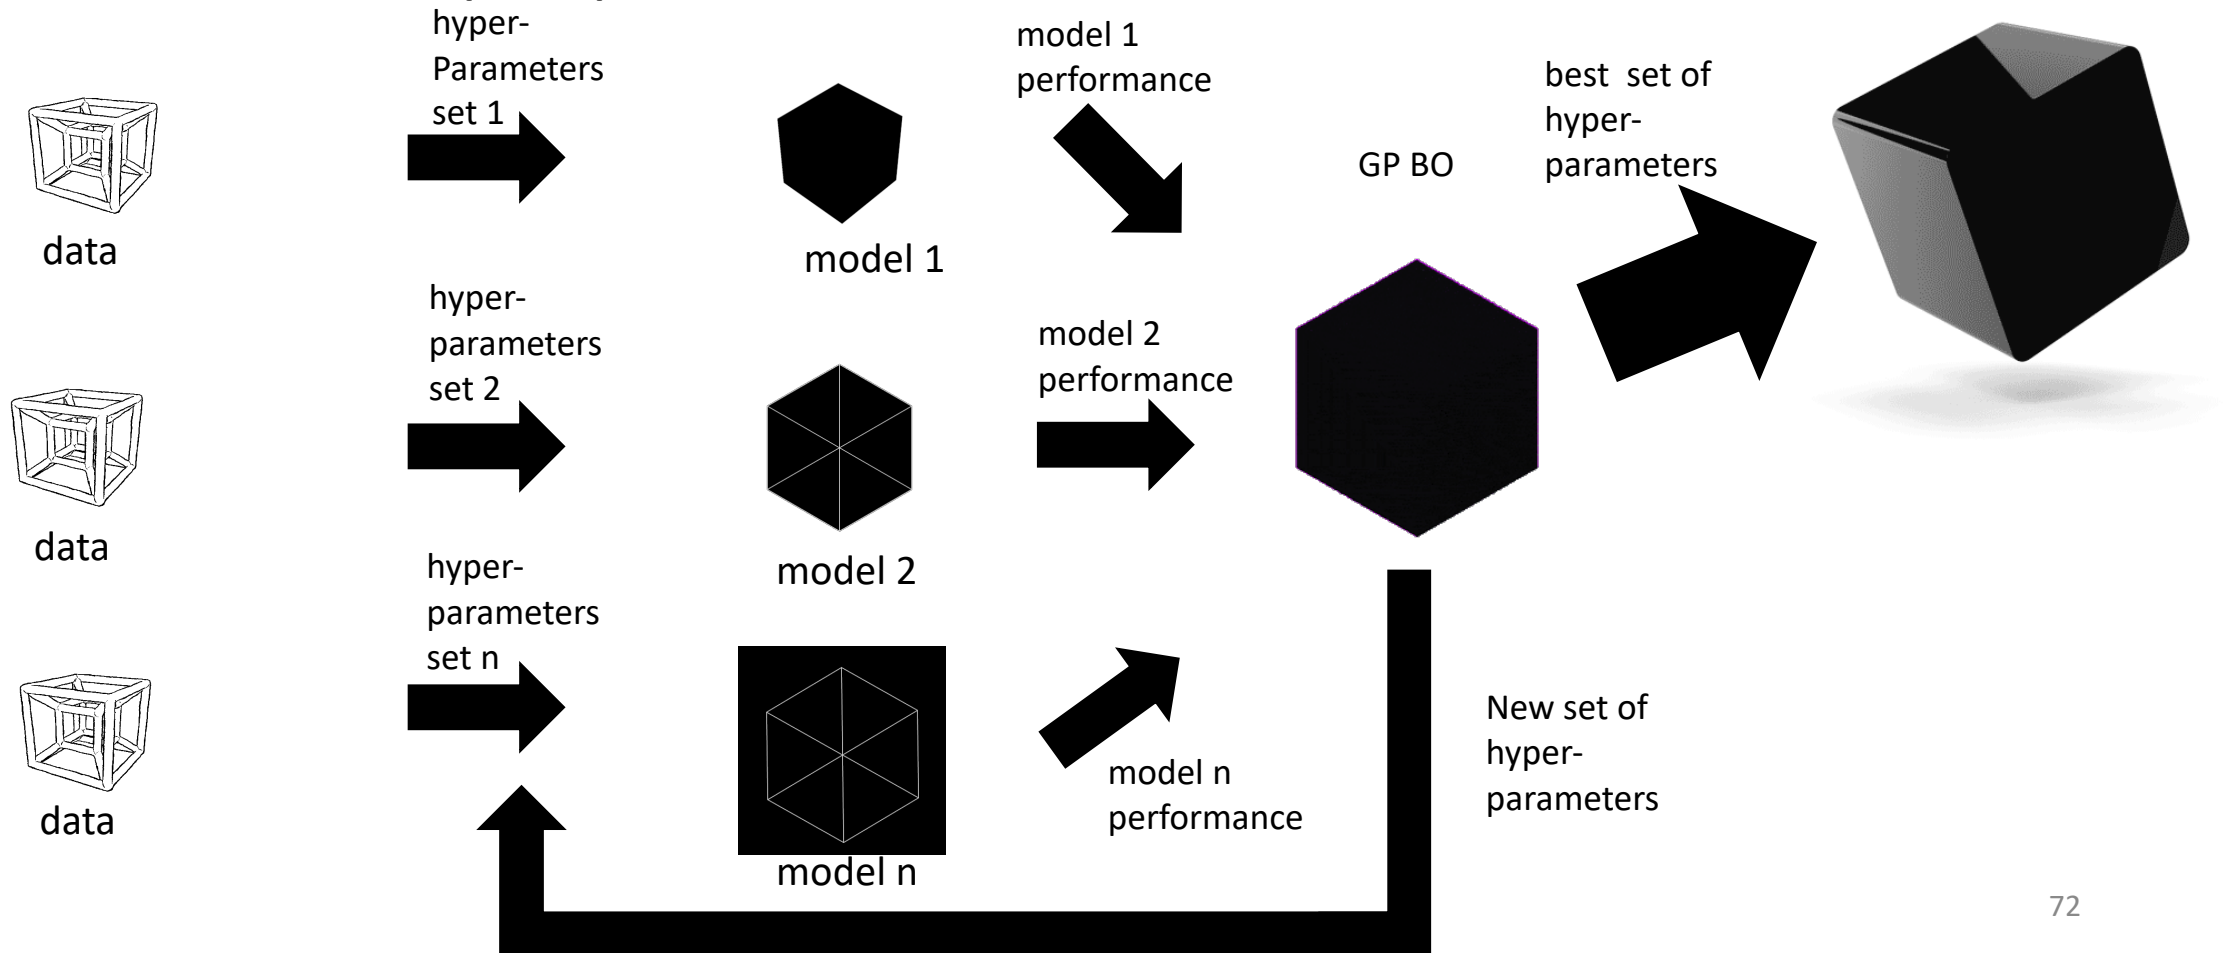 hyper-
Parameters
set 1
model 1
performance
best  set of
hyper-
parameters
GP BO
data
model 1
hyper-
parameters
set 2
model 2
performance
data
model 2
hyper-
parameters
set n
New set of
hyper-
parameters
model n
performance
data
model n
72